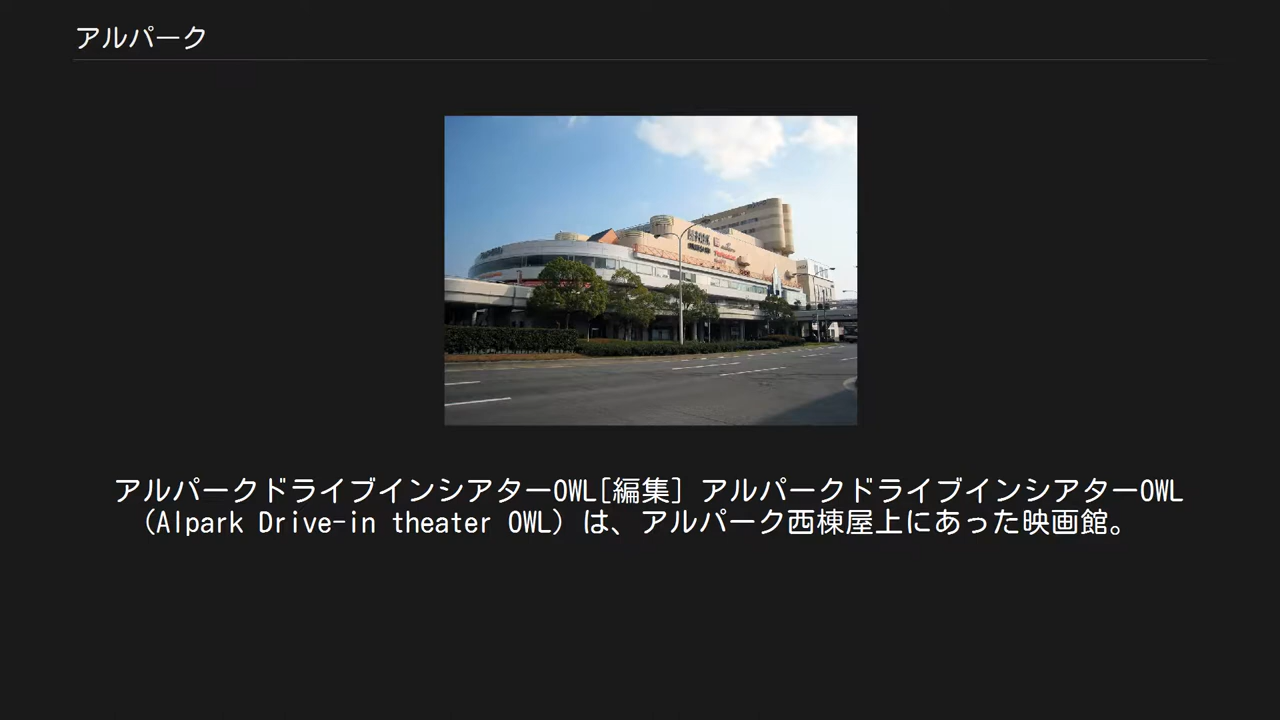 アルパーク
アルパークドライブインシアターOWL[編集] アルパークドライブインシアターOWL
（Alpark Drive-in theater OWL）は、アルパーク西棟屋上にあった映画館。